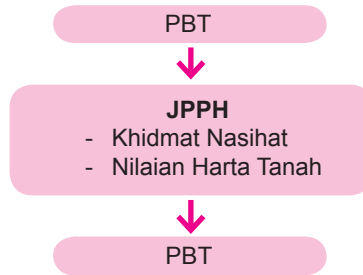 PBT
JPPH
- Khidmat Nasihat
- Nilaian Harta Tanah
PBT